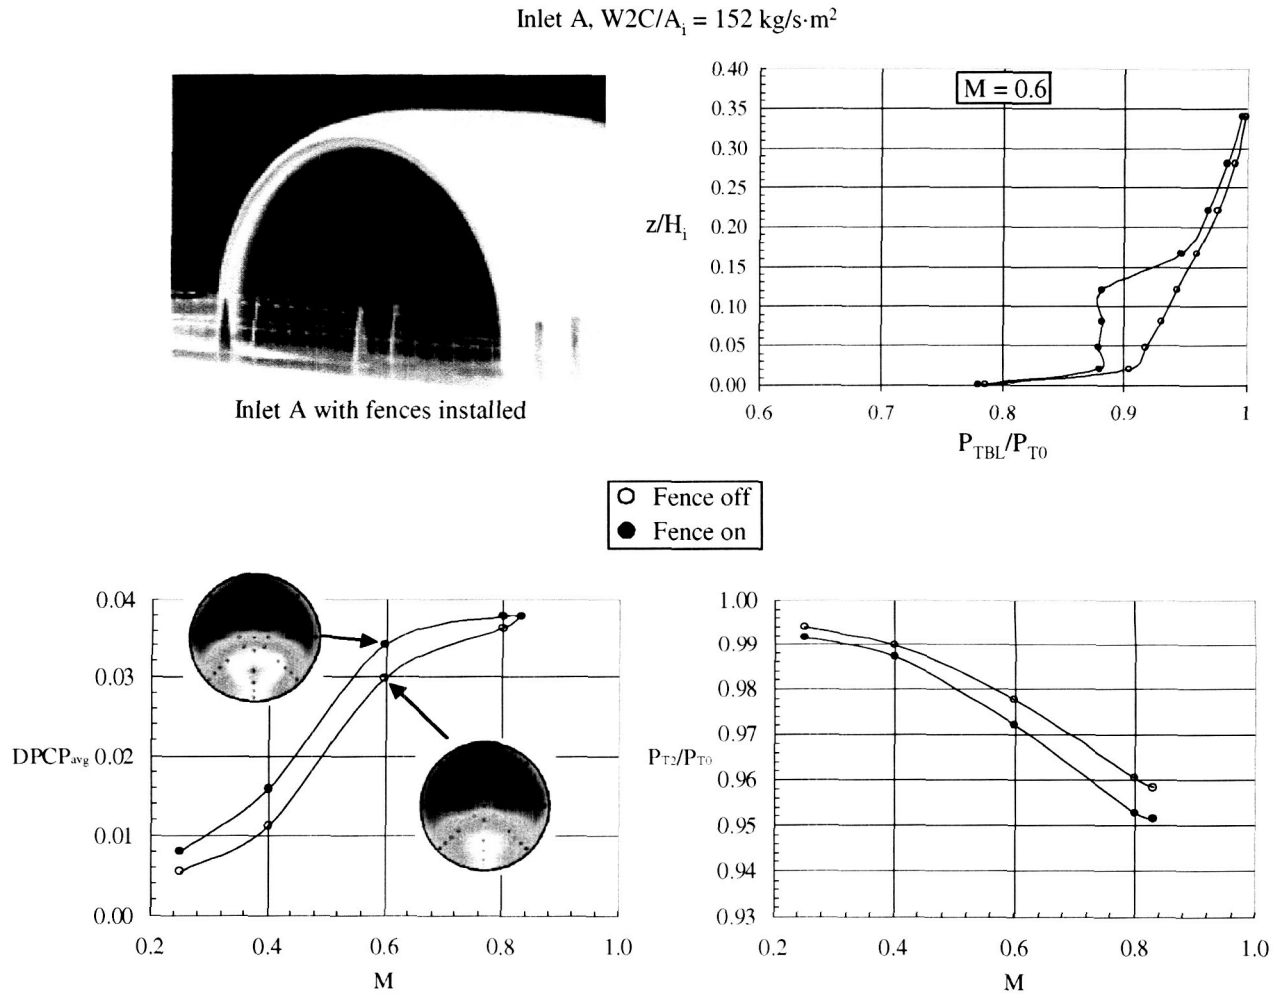 Inlet A, W2C/Aᵢ = 152 kg/s·m²
0.40
M = 0.6
0.35
0.30
0.25
z/Hᵢ
0.20
0.15
0.10
0.05
0.00
0.6 0.7 0.8 0.9 1
P_TBL/P_T0
Inlet A with fences installed
Fence off
Fence on
0.04
0.03
DPCPavg
0.02
0.01
0.00
0.2 0.4 0.6 0.8 1.0
M
1.00
0.99
0.98
0.97
P_T2/P_T0
0.96
0.95
0.94
0.93
0.2 0.4 0.6 0.8 1.0
M